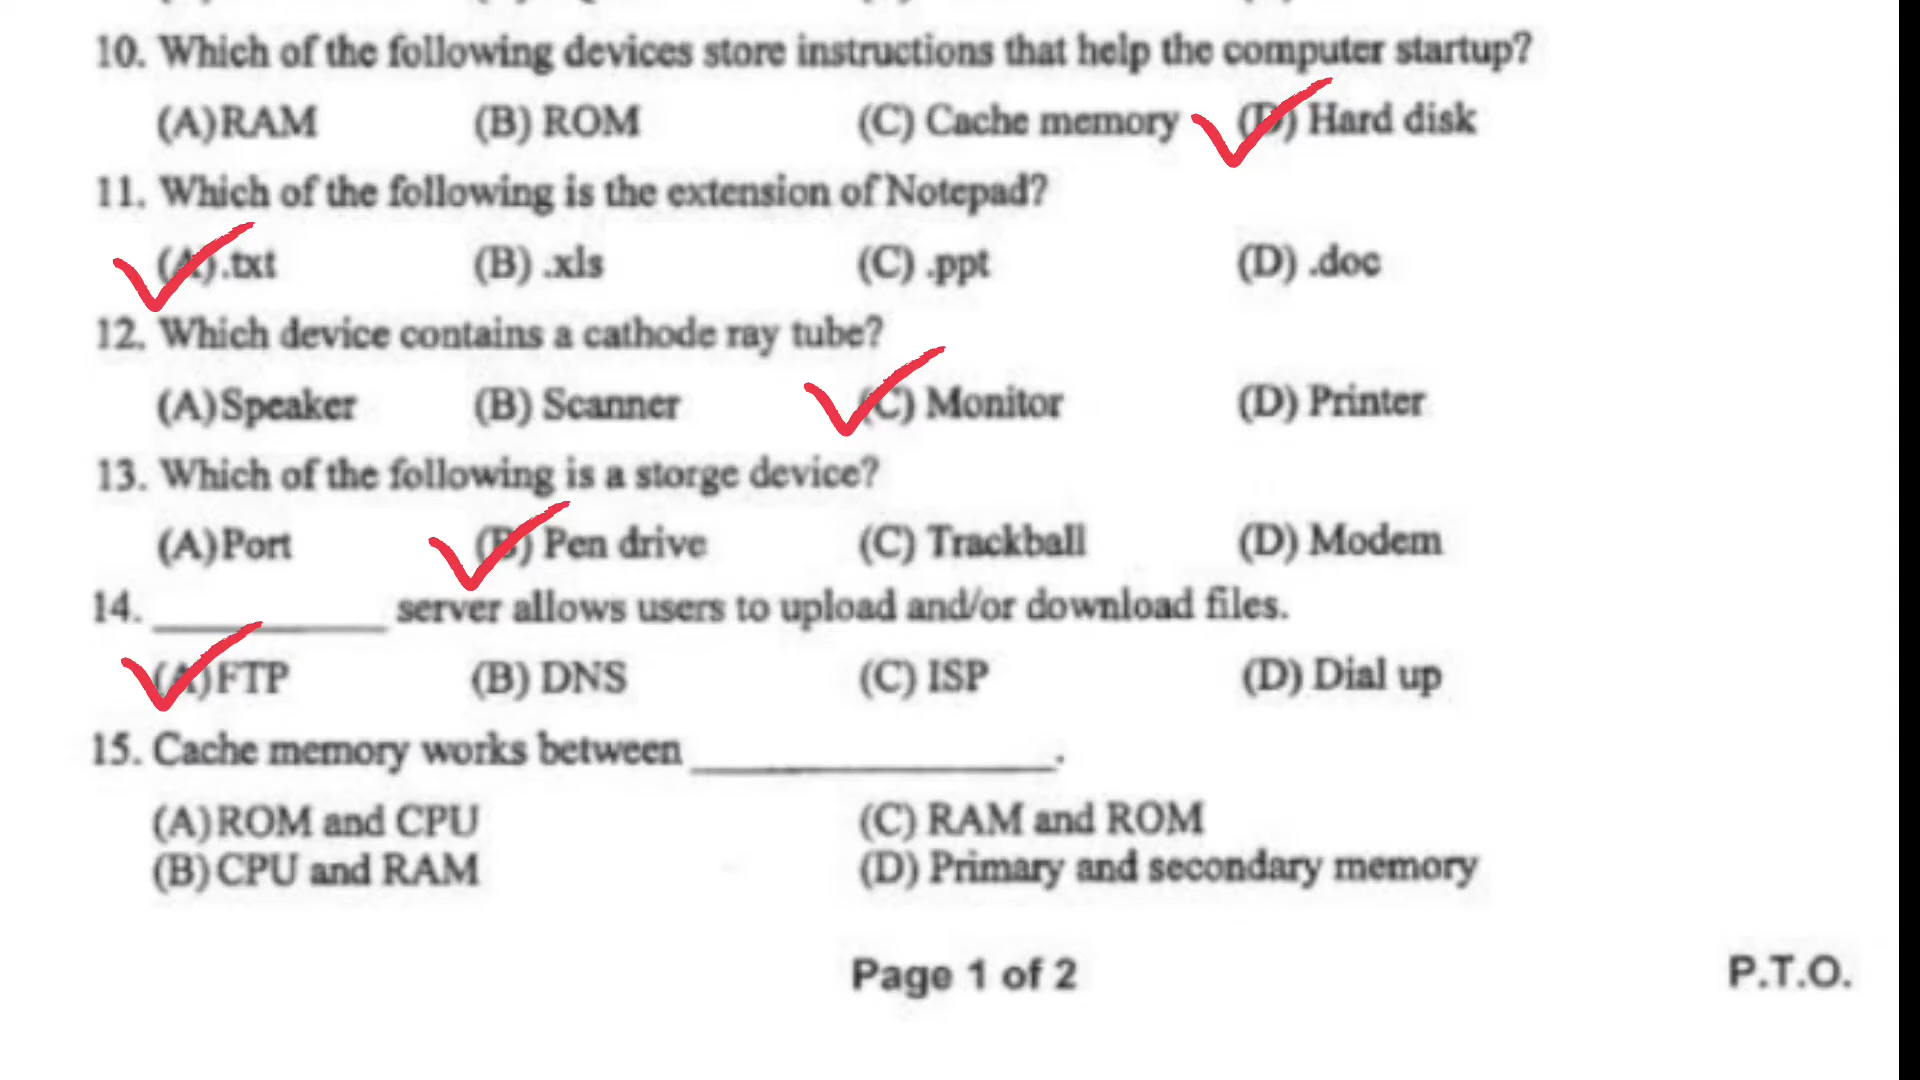 10. Which of the following devices store instructions that help the computer startup?
(A) RAM (B) ROM (C) Cache memory (D) Hard disk
11. Which of the following is the extension of Notepad?
(A) .txt (B) .xls (C) .ppt (D) .doc
12. Which device contains a cathode ray tube?
(A) Speaker (B) Scanner (C) Monitor (D) Printer
13. Which of the following is a storge device?
(A) Port (B) Pen drive (C) Trackball (D) Modem
14. __________ server allows users to upload and/or download files.
(A) FTP (B) DNS (C) ISP (D) Dial up
15. Cache memory works between ________________.
(A) ROM and CPU (C) RAM and ROM
(B) CPU and RAM (D) Primary and secondary memory
Page 1 of 2 P.T.O.